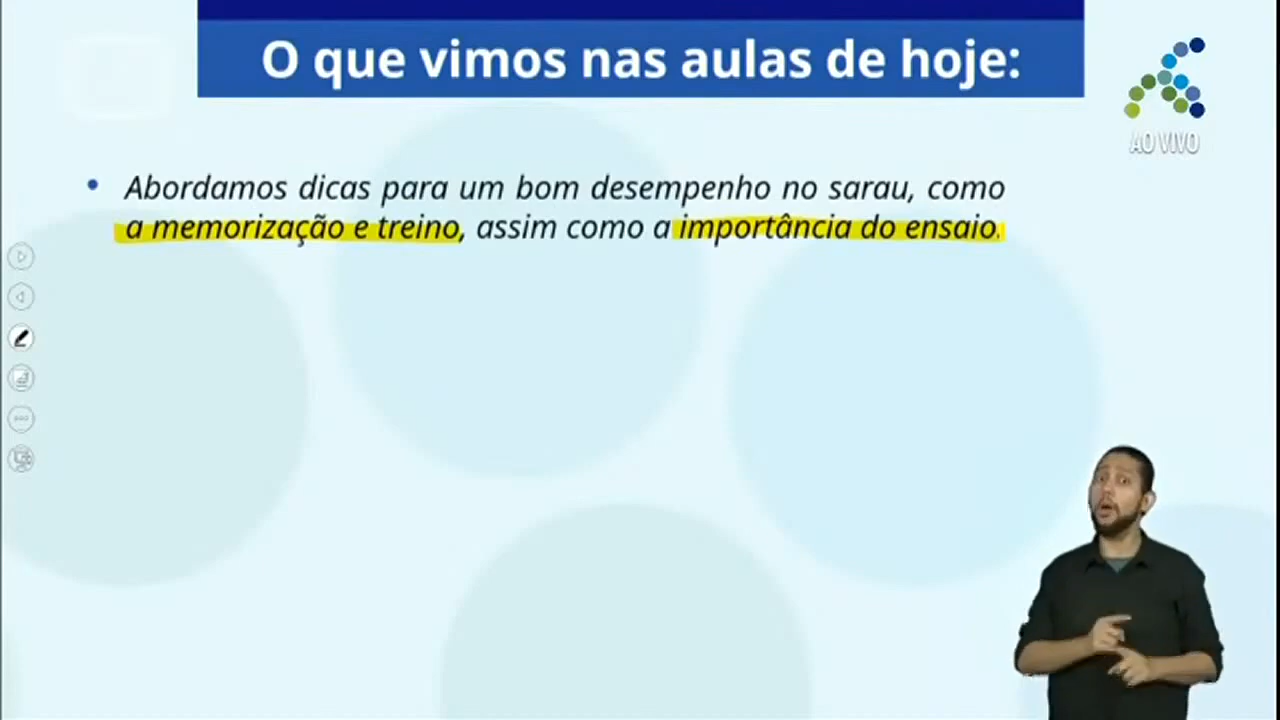 O que vimos nas aulas de hoje:
AO VIVO
• Abordamos dicas para um bom desempenho no sarau, como
a memorização e treino, assim como a importância do ensaio.